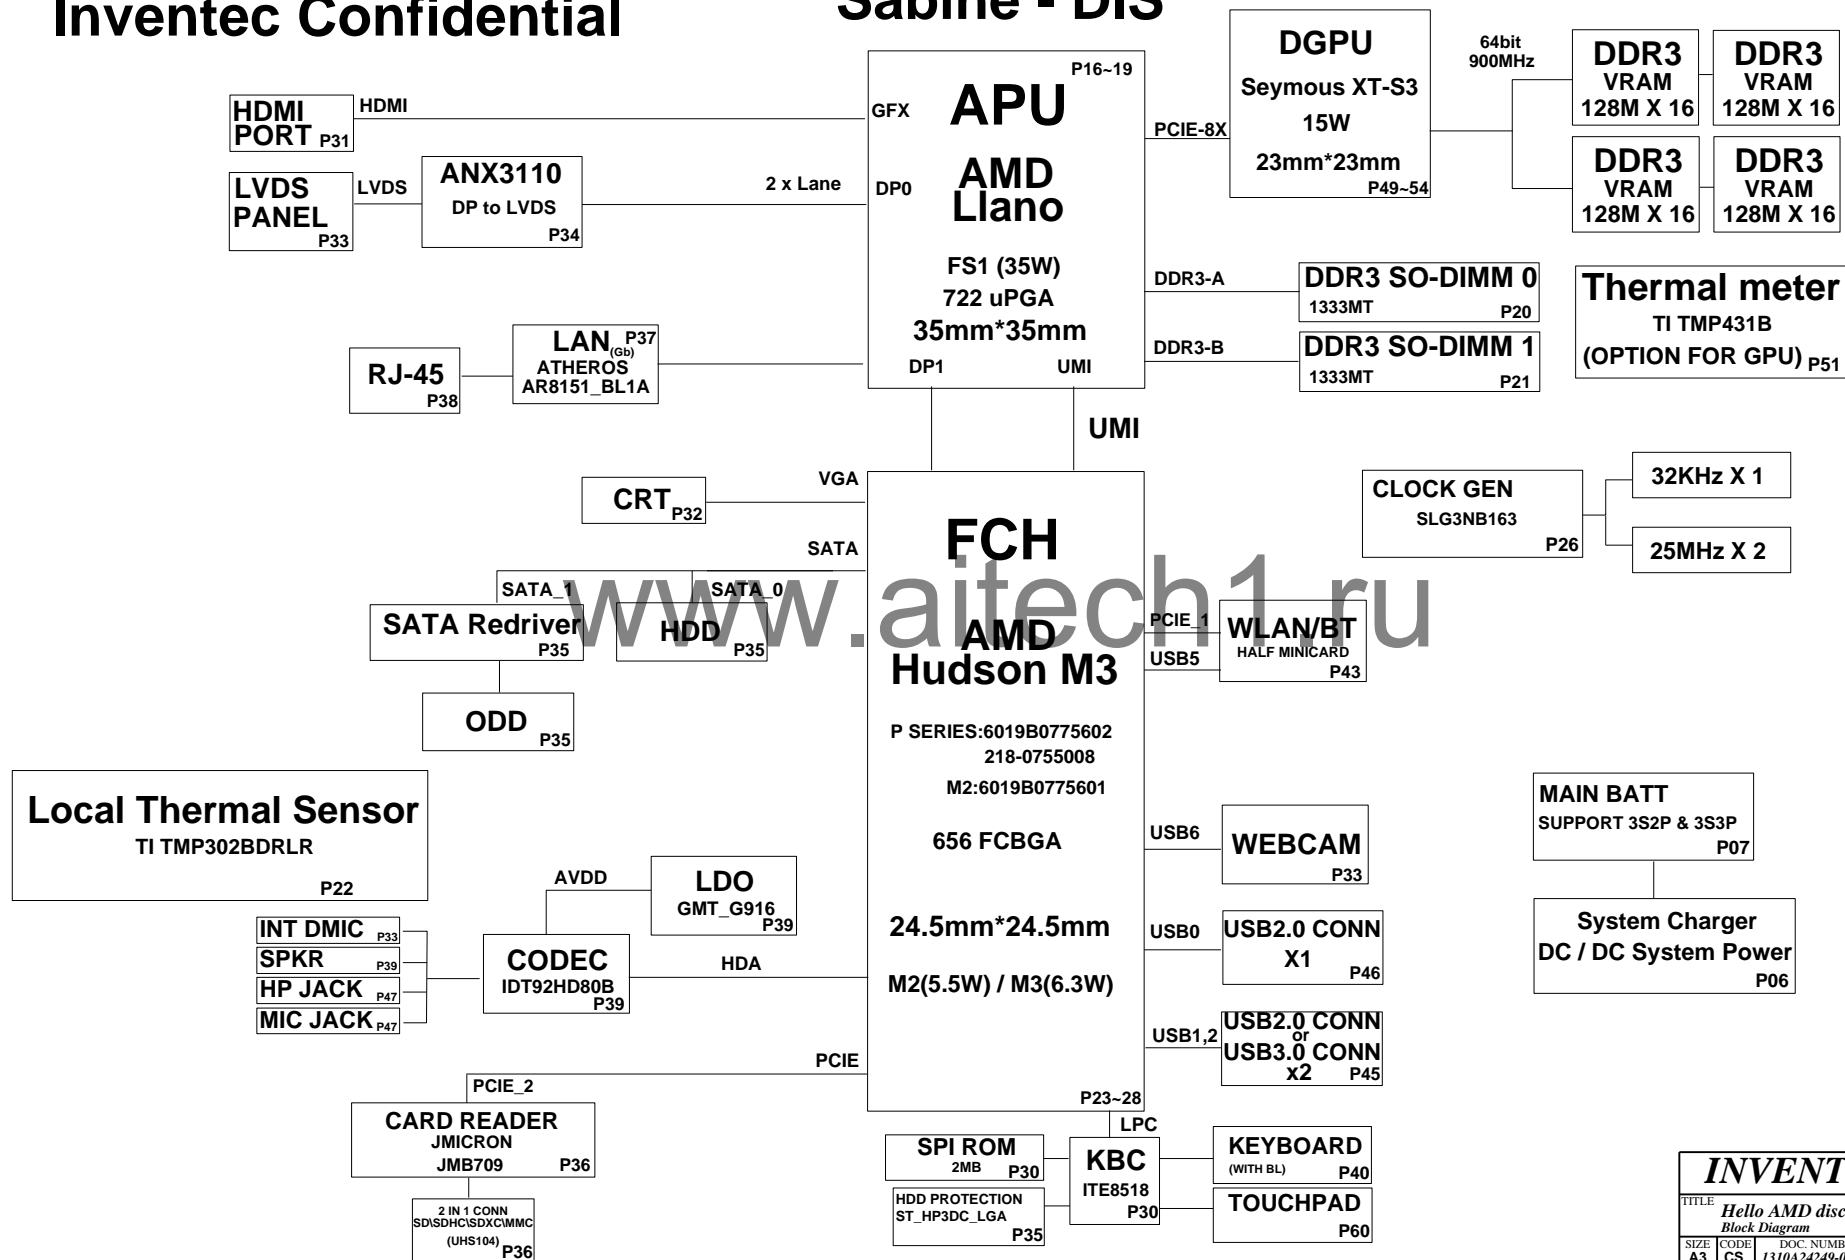 Inventec Confidential
Sabine - DIS
HDMI
PORT P31
HDMI
LVDS
PANEL
P33
LVDS
ANX3110
DP to LVDS
P34
2 x Lane
P16~19
GFX
APU
DP0
AMD
Llano
FS1 (35W)
722 uPGA
35mm*35mm
DP1
UMI
PCIE-8X
DGPU
Seymous XT-S3
15W
23mm*23mm
P49~54
64bit
900MHz
DDR3
VRAM
128M X 16
DDR3
VRAM
128M X 16
DDR3
VRAM
128M X 16
DDR3
VRAM
128M X 16
DDR3-A
DDR3 SO-DIMM 0
1333MT
P20
DDR3-B
DDR3 SO-DIMM 1
1333MT
P21
Thermal meter
TI TMP431B
(OPTION FOR GPU) P51
RJ-45
P38
LAN (Gb) P37
ATHEROS
AR8151_BL1A
UMI
CRT P32
VGA
SATA
SATA_1
SATA_0
SATA Redriver
P35
HDD
P35
ODD
P35
FCH
AMD
Hudson M3
P SERIES:6019B0775602
218-0755008
M2:6019B0775601
656 FCBGA
24.5mm*24.5mm
M2(5.5W) / M3(6.3W)
P23~28
www.aitech1.ru
CLOCK GEN
SLG3NB163
P26
32KHz X 1
25MHz X 2
PCIE_1
USB5
WLAN/BT
HALF MINICARD
P43
Local Thermal Sensor
TI TMP302BDRLR
P22
AVDD
LDO
GMT_G916
P39
INT DMIC P33
SPKR P39
HP JACK P47
MIC JACK P47
CODEC
IDT92HD80B
P39
HDA
USB6
WEBCAM
P33
USB0
USB2.0 CONN
X1
P46
USB1,2
USB2.0 CONN
or
USB3.0 CONN
x2 P45
MAIN BATT
SUPPORT 3S2P & 3S3P
P07
System Charger
DC / DC System Power
P06
PCIE
PCIE_2
CARD READER
JMICRON
JMB709 P36
2 IN 1 CONN
SD\SDHC\SDXC\MMC
(UHS104)
P36
LPC
SPI ROM
2MB P30
HDD PROTECTION
ST_HP3DC_LGA
P35
KBC
ITE8518
P30
KEYBOARD
(WITH BL) P40
TOUCHPAD
P60
INVENT
TITLE
Hello AMD disc
Block Diagram
SIZE CODE DOC. NUMB
A3 CS 1310A24249-0